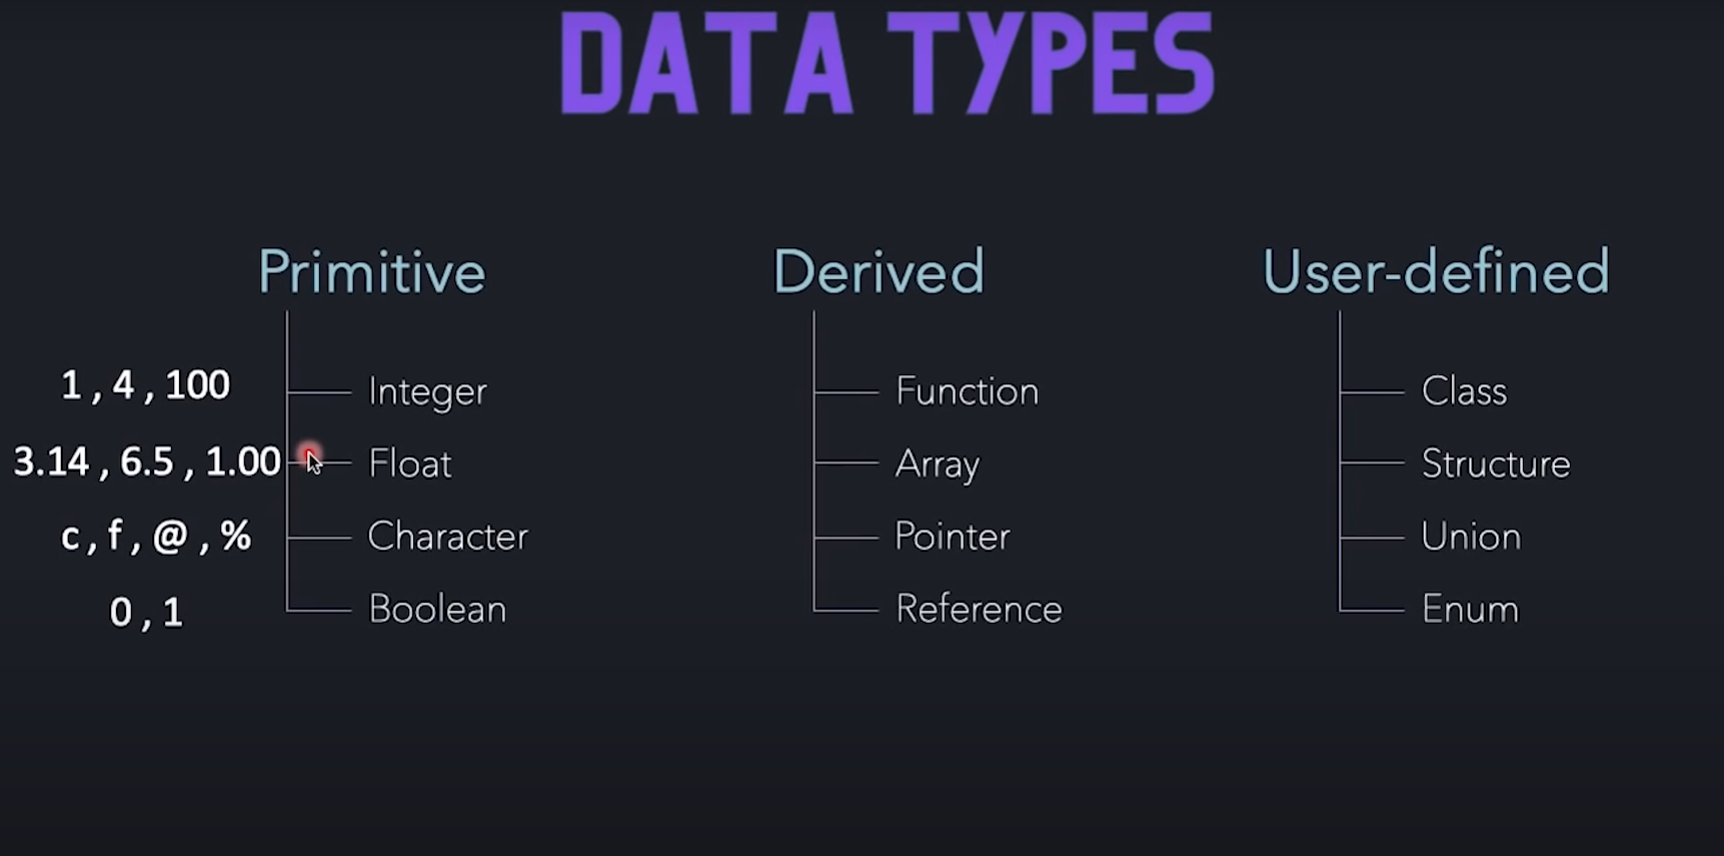 DATA TYPES
Primitive
1 , 4 , 100 Integer
3.14 , 6.5 , 1.00 Float
c , f , @ , % Character
0 , 1 Boolean
Derived
Function
Array
Pointer
Reference
User-defined
Class
Structure
Union
Enum